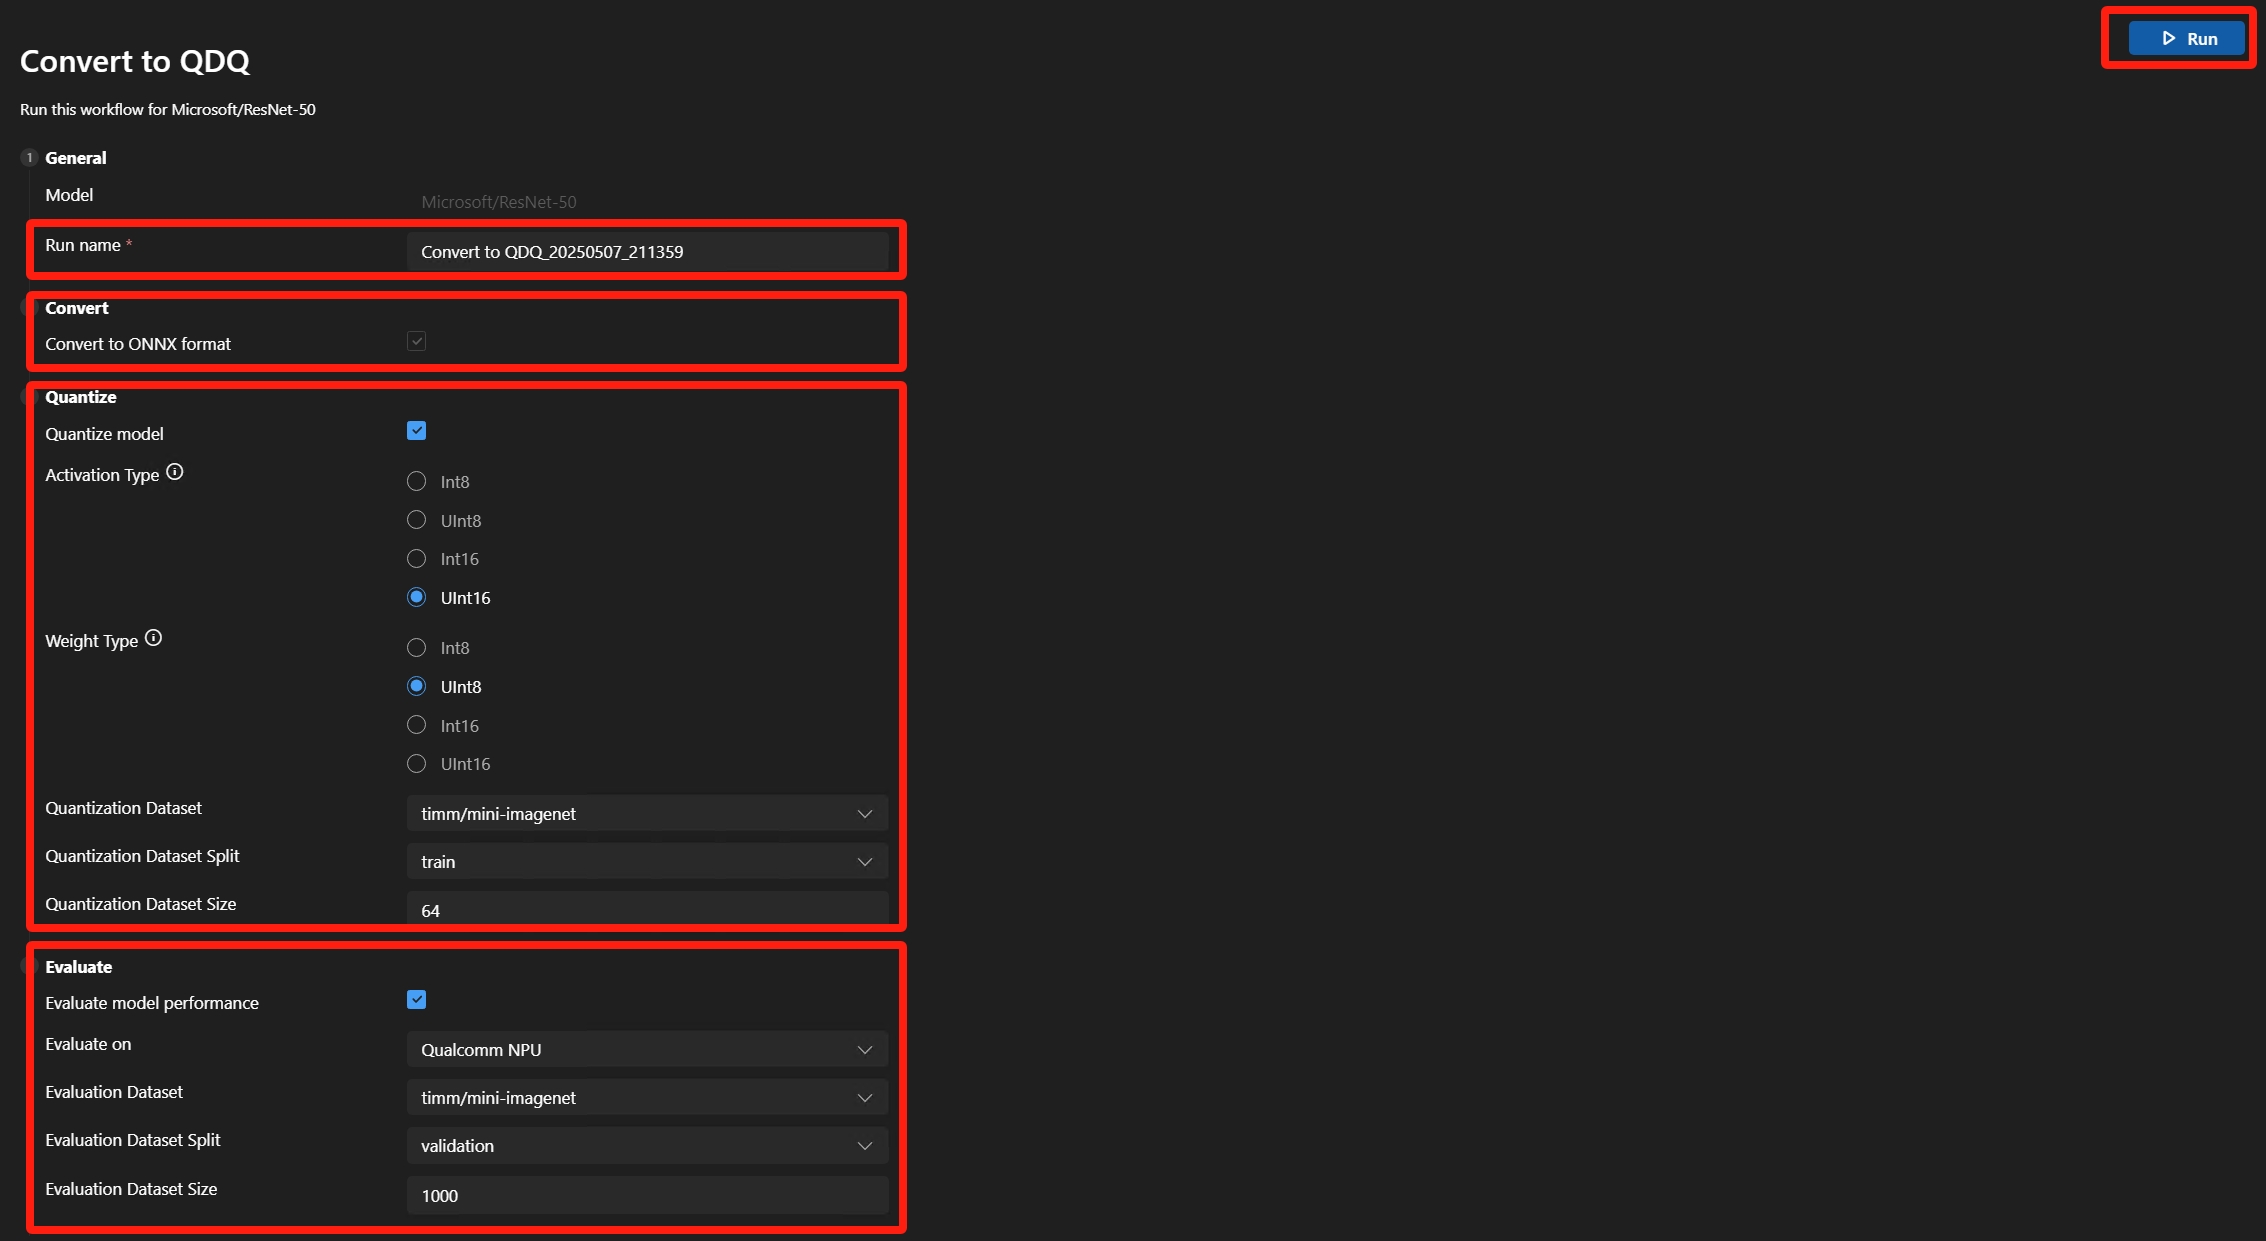 Run
Convert to QDQ
Run this workflow for Microsoft/ResNet-50
1 General
Model Microsoft/ResNet-50
Run name * Convert to QDQ_20250507_211359
Convert
Convert to ONNX format
Quantize
Quantize model
Activation Type
Int8
UInt8
Int16
UInt16
Weight Type
Int8
UInt8
Int16
UInt16
Quantization Dataset timm/mini-imagenet
Quantization Dataset Split train
Quantization Dataset Size 64
Evaluate
Evaluate model performance
Evaluate on Qualcomm NPU
Evaluation Dataset timm/mini-imagenet
Evaluation Dataset Split validation
Evaluation Dataset Size 1000